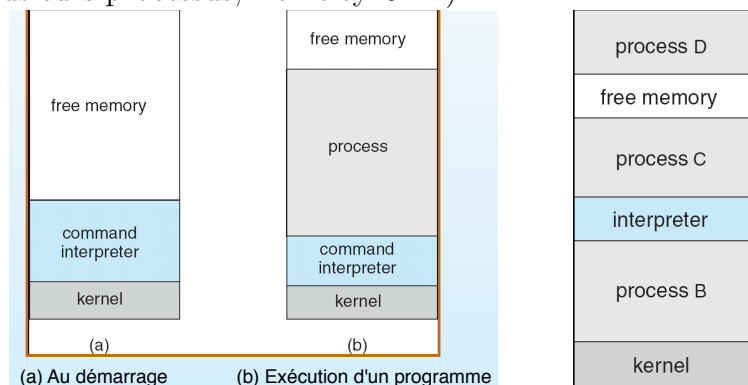 free memory
command
interpreter
kernel
(a)
(a) Au démarrage
free memory
process
command
interpreter
kernel
(b)
(b) Exécution d'un programme
process D
free memory
process C
interpreter
process B
kernel